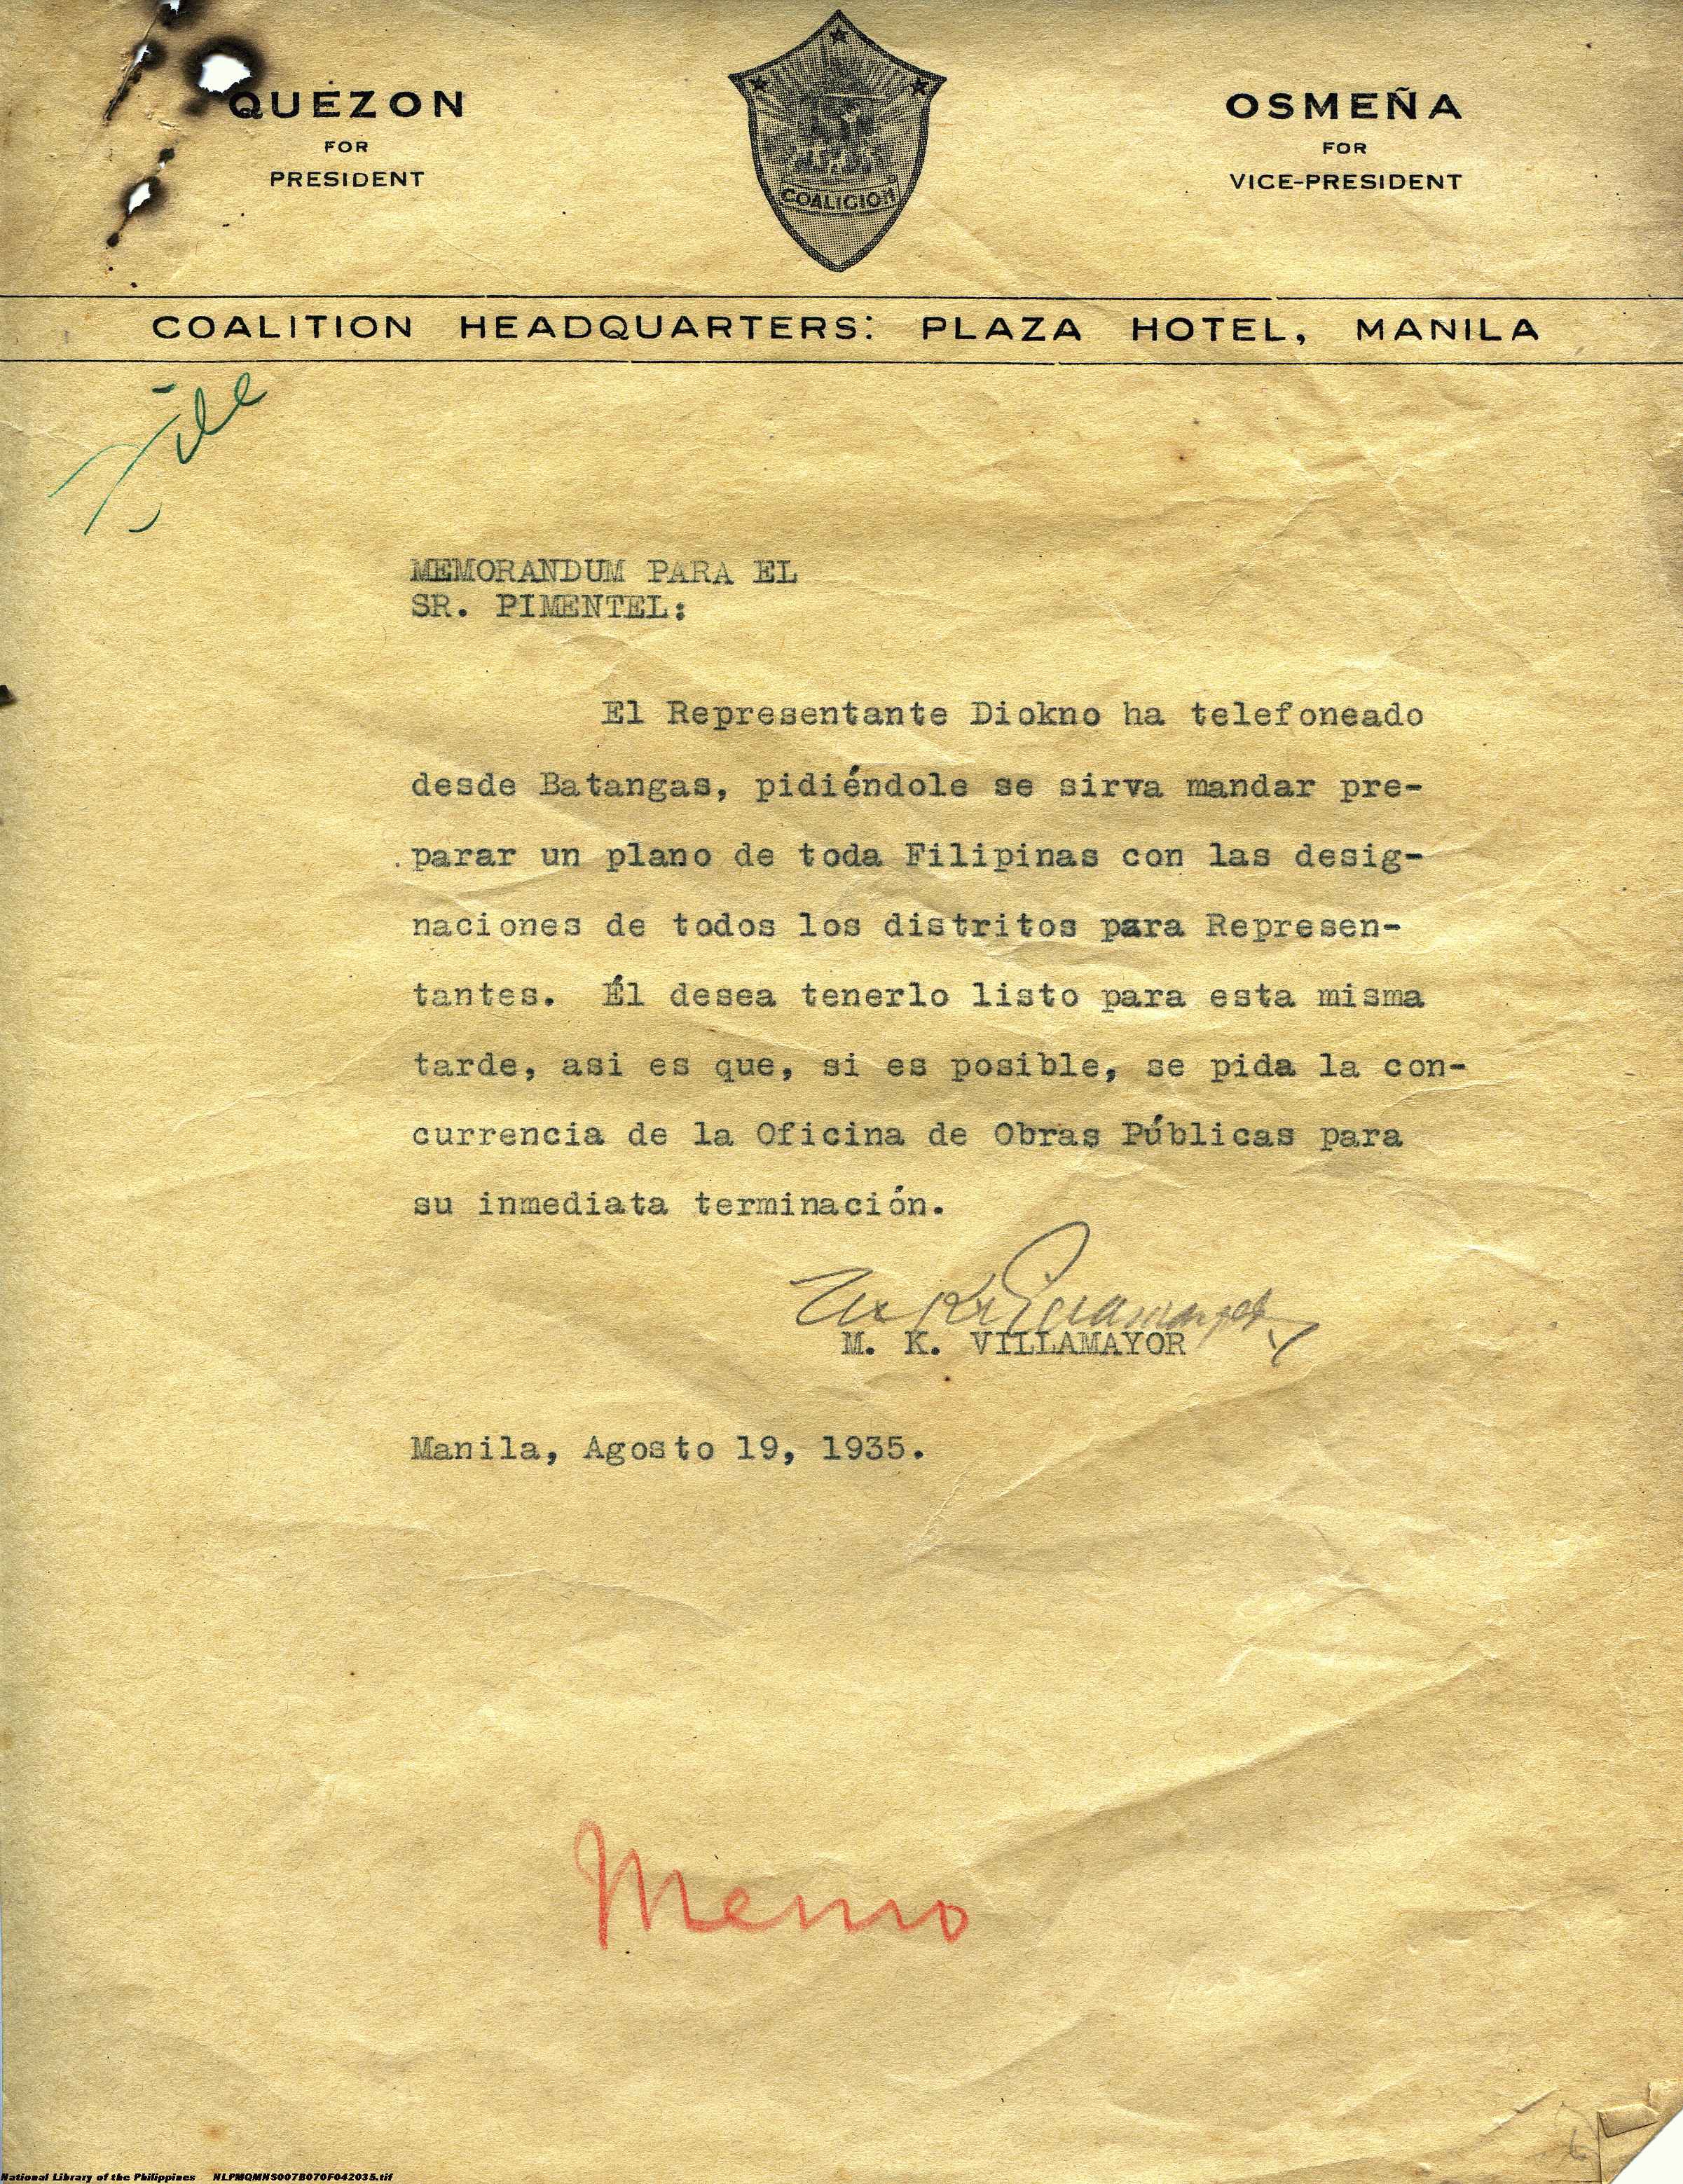 QUEZON
FOR
PRESIDENT
COALICION
OSMEÑA
FOR
VICE-PRESIDENT
COALITION HEADQUARTERS: PLAZA HOTEL, MANILA
File
MEMORANDUM PARA EL
SR. PIMENTEL:
El Representante Diokno ha telefoneado
desde Batangas, pidiéndole se sirva mandar pre-
parar un plano de toda Filipinas con las desig-
naciones de todos los distritos para Represen-
tantes. Él desea tenerlo listo para esta misma
tarde, asi es que, si es posible, se pida la con-
currencia de la Oficina de Obras Públicas para
su inmediata terminación.
M. K. VILLAMAYOR
Manila, Agosto 19, 1935.
Memo
National Library of the Philippines NLPMQMNS007B070F042035.tif